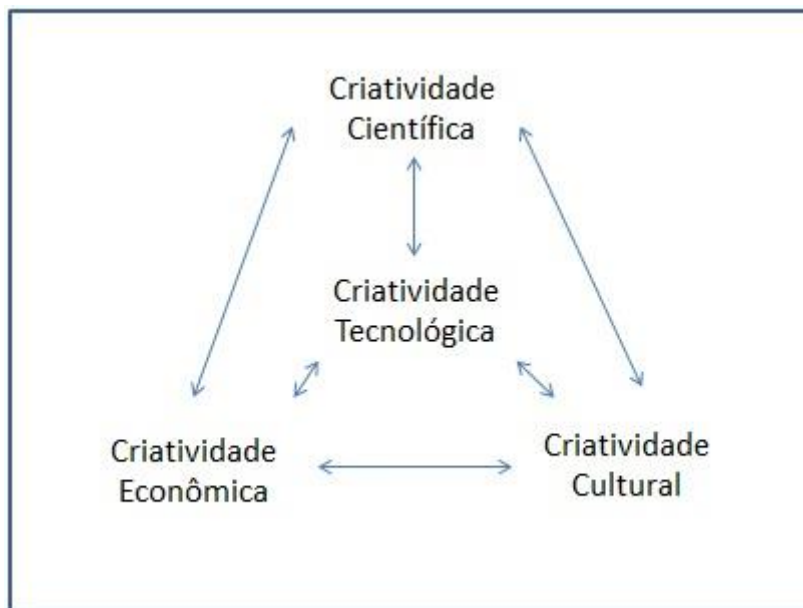 Criatividade
Científica
Criatividade
Tecnológica
Criatividade
Econômica
Criatividade
Cultural